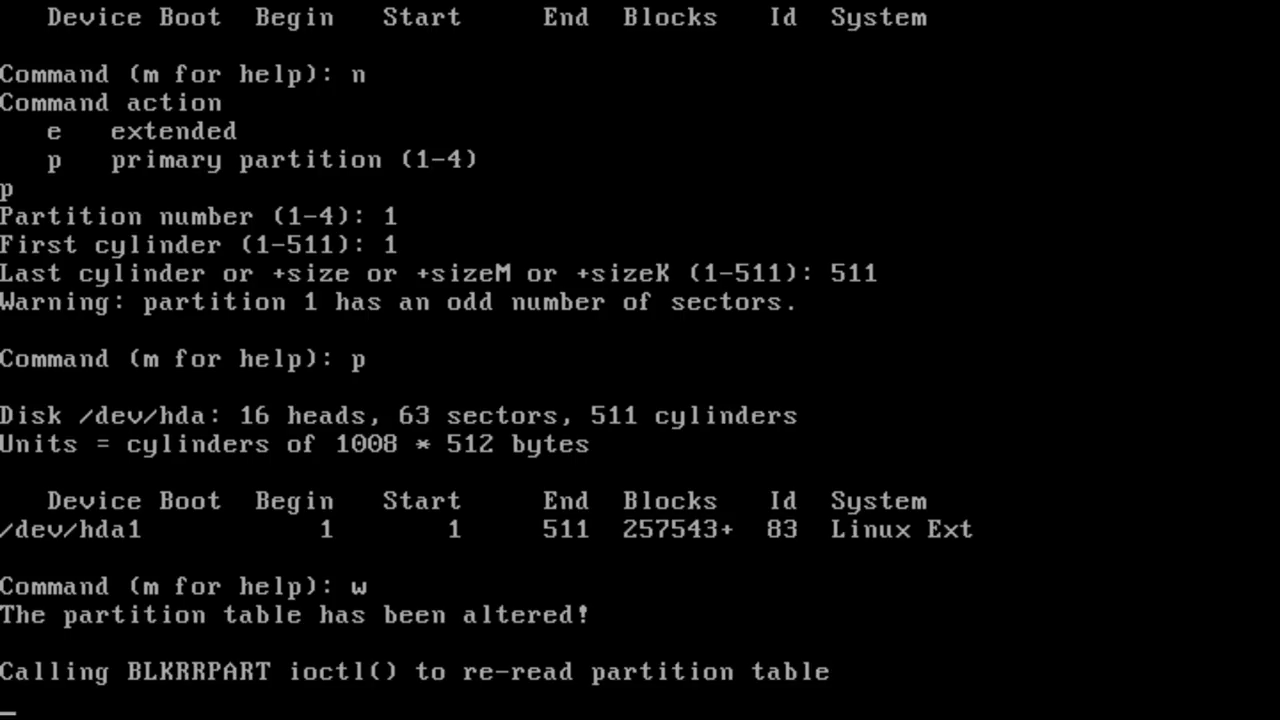 Device Boot  Begin   Start     End  Blocks   Id  System

Command (m for help): n
Command action
   e   extended
   p   primary partition (1-4)
p
Partition number (1-4): 1
First cylinder (1-511): 1
Last cylinder or +size or +sizeM or +sizeK (1-511): 511
Warning: partition 1 has an odd number of sectors.

Command (m for help): p

Disk /dev/hda: 16 heads, 63 sectors, 511 cylinders
Units = cylinders of 1008 * 512 bytes

   Device Boot  Begin   Start      End  Blocks   Id  System
/dev/hda1           1       1      511  257543+  83  Linux Ext

Command (m for help): w
The partition table has been altered!

Calling BLKRRPART ioctl() to re-read partition table
_